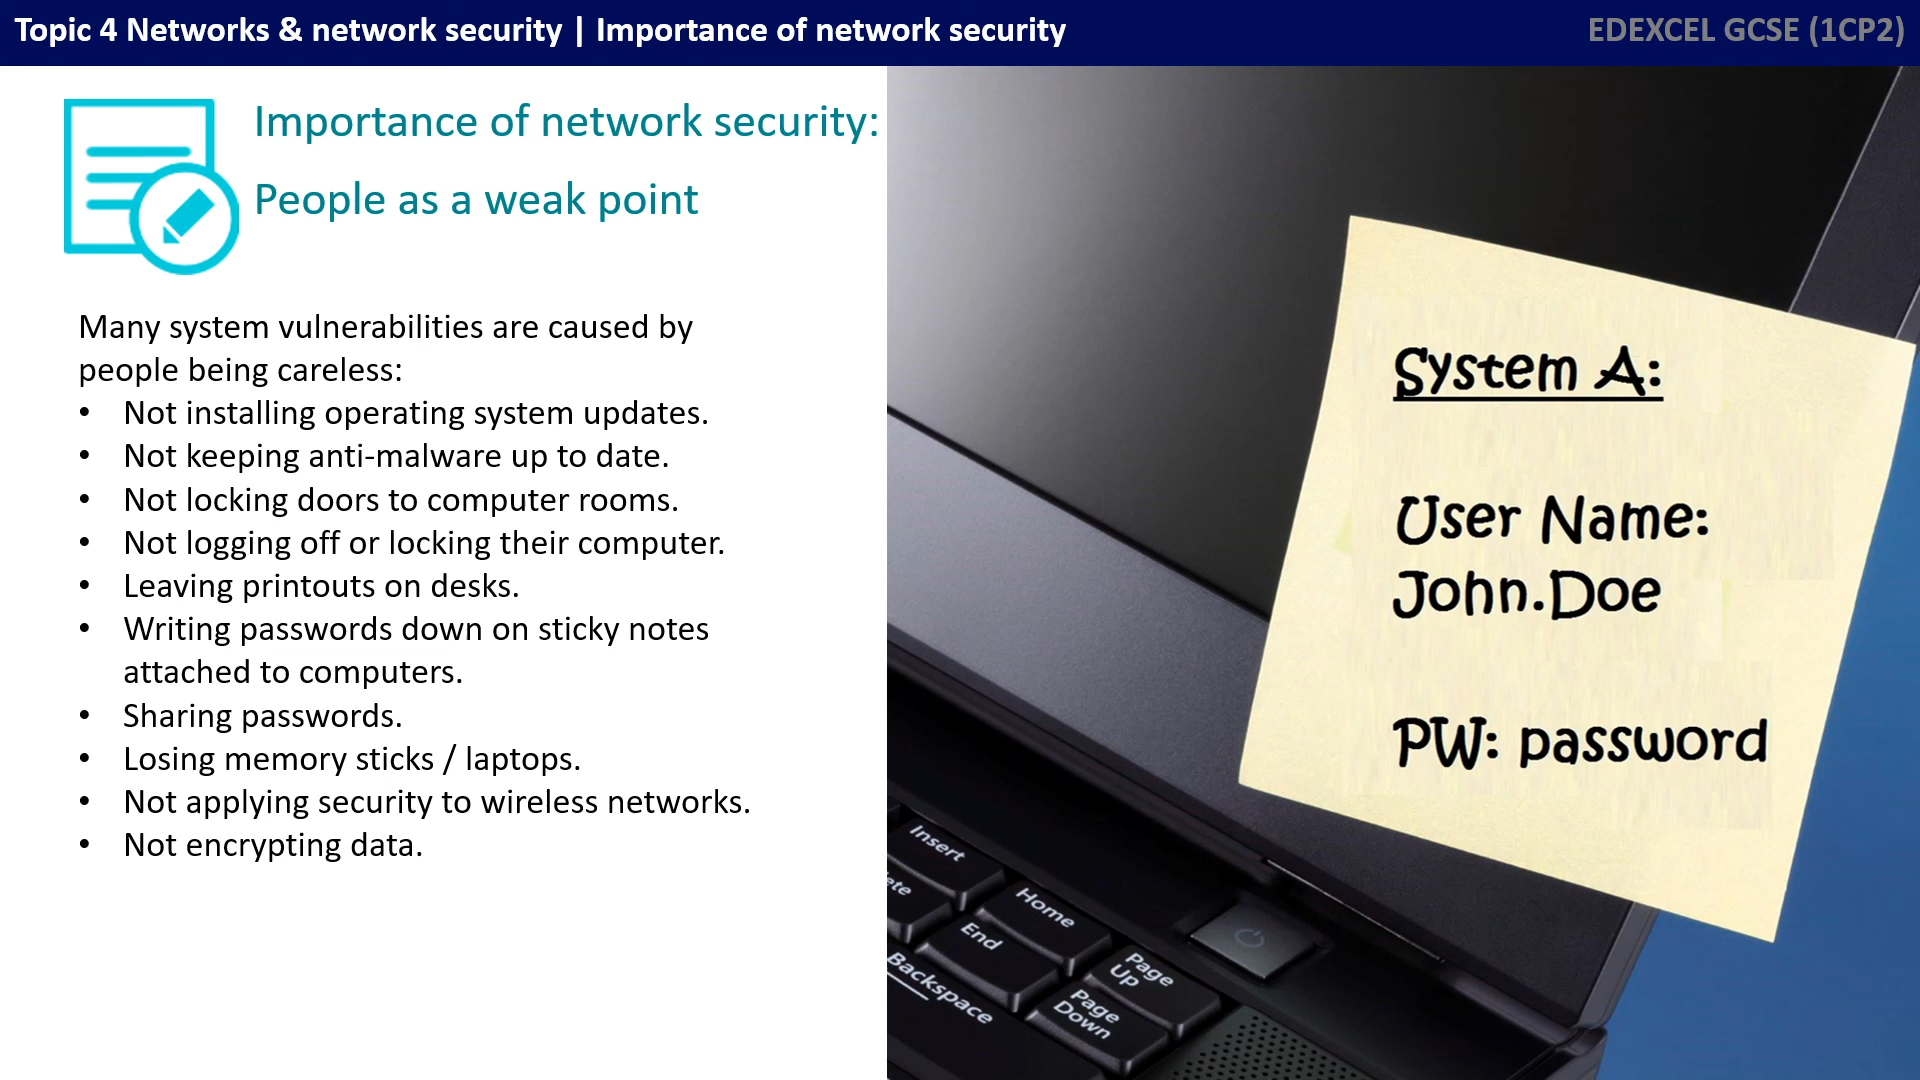 Topic 4 Networks & network security | Importance of network security
EDEXCEL GCSE (1CP2)
Importance of network security:
People as a weak point
Many system vulnerabilities are caused by
people being careless:
• Not installing operating system updates.
• Not keeping anti-malware up to date.
• Not locking doors to computer rooms.
• Not logging off or locking their computer.
• Leaving printouts on desks.
• Writing passwords down on sticky notes
attached to computers.
• Sharing passwords.
• Losing memory sticks / laptops.
• Not applying security to wireless networks.
• Not encrypting data.
System A:
User Name:
John.Doe
PW: password
Insert
Home
End
Page
Up
Backspace
Page
Down